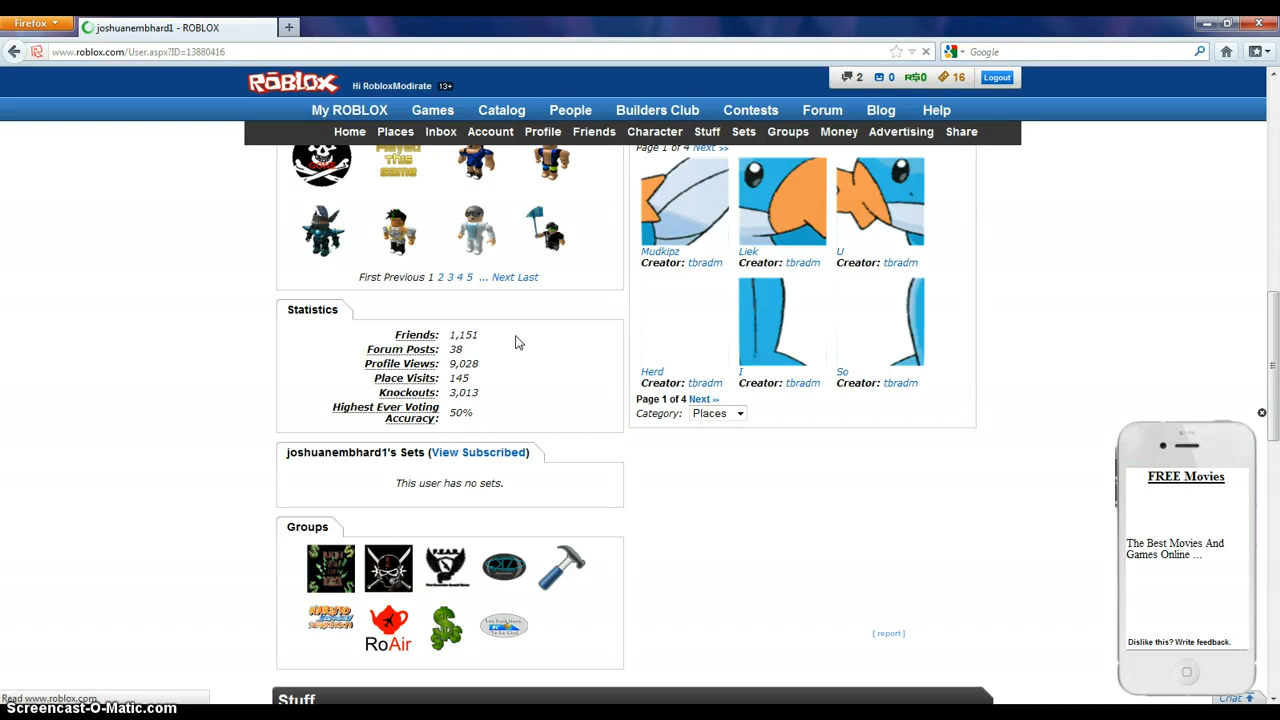 Firefox
joshuanembhard1 - ROBLOX
www.roblox.com/User.aspx?ID=13880416
Google
ROBLOX
Hi RobloxModirate 13+
2 0 R$0 16 Logout
My ROBLOX Games Catalog People Builders Club Contests Forum Blog Help
Home Places Inbox Account Profile Friends Character Stuff Sets Groups Money Advertising Share
Played
This
game
First Previous 1 2 3 4 5 ... Next Last
Page 1 of 4 Next >>
Mudkipz Liek U
Creator: tbradm Creator: tbradm Creator: tbradm
Herd I So
Creator: tbradm Creator: tbradm Creator: tbradm
Page 1 of 4 Next >>
Category: Places
Statistics
Friends: 1,151
Forum Posts: 38
Profile Views: 9,028
Place Visits: 145
Knockouts: 3,013
Highest Ever Voting
Accuracy: 50%
joshuanembhard1's Sets (View Subscribed)
This user has no sets.
Groups
RoAir
[ report ]
Stuff
FREE Movies
The Best Movies And
Games Online ...
Dislike this? Write feedback.
Chat
Read www.roblox.com
Screencast-O-Matic.com